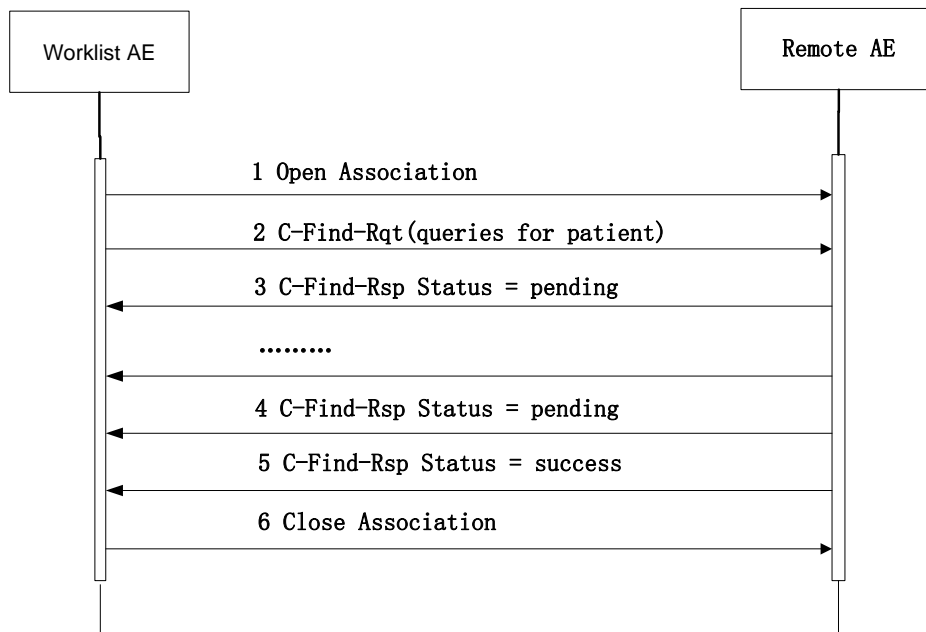 Worklist AE
Remote AE
1 Open Association
2 C-Find-Rqt(queries for patient)
3 C-Find-Rsp Status = pending
………
4 C-Find-Rsp Status = pending
5 C-Find-Rsp Status = success
6 Close Association